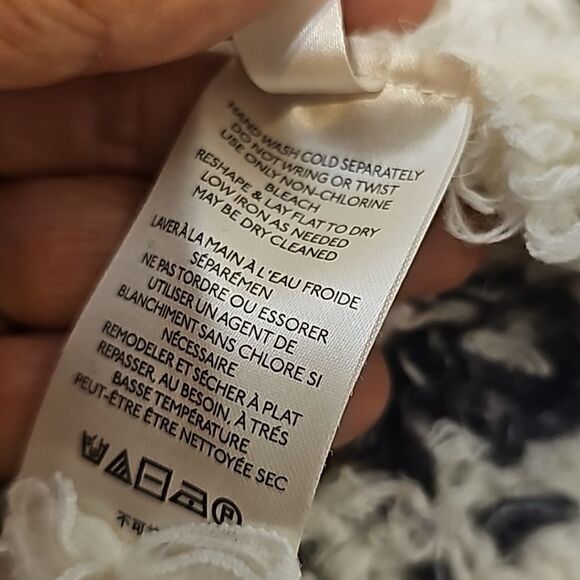 HAND WASH COLD SEPARATELY
DO NOT WRING OR TWIST
USE ONLY NON-CHLORINE
BLEACH
RESHAPE & LAY FLAT TO DRY
LOW IRON AS NEEDED
MAY BE DRY CLEANED
LAVER À LA MAIN À L'EAU FROIDE
SÉPARÉMEN
NE PAS TORDRE OU ESSORER
UTILISER UN AGENT DE
BLANCHIMENT SANS CHLORE SI
NÉCESSAIRE
REMODELER ET SÉCHER À PLAT
REPASSER, AU BESOIN, À TRÉS
BASSE TEMPÉRATURE
PEUT-ÊTRE ÊTRE NETTOYÉE SEC
P
不可